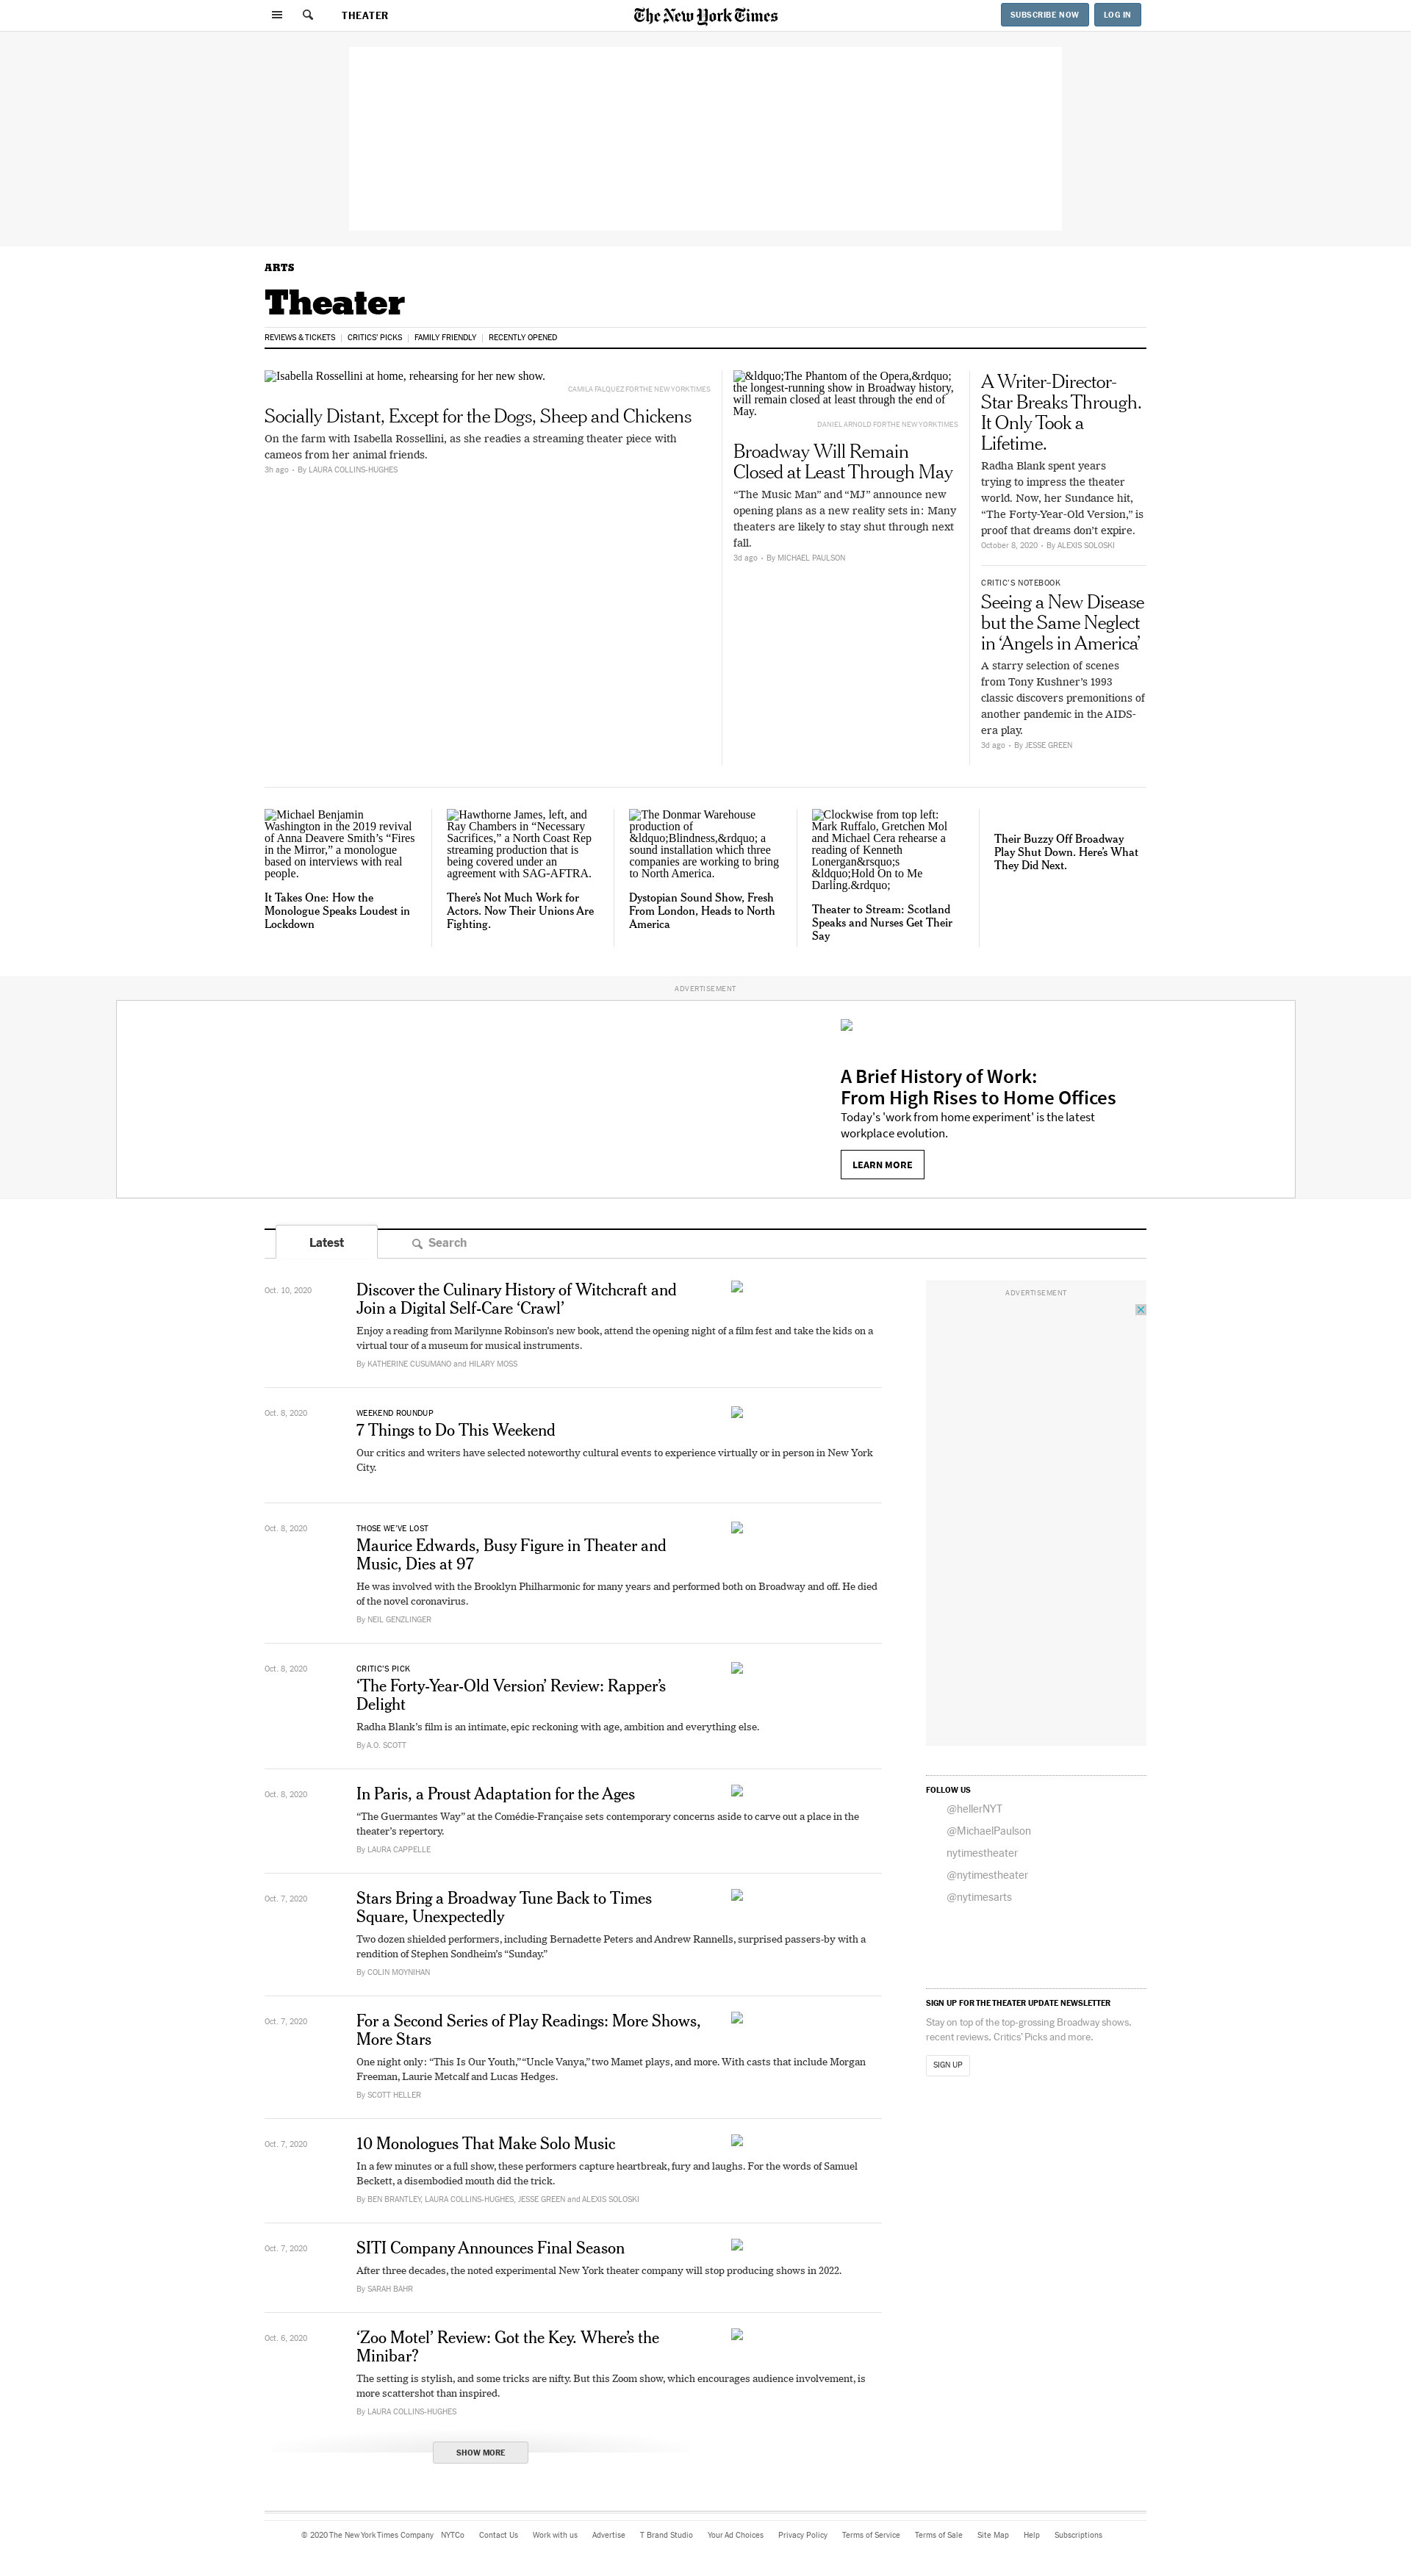 THEATER
The New York Times
SUBSCRIBE NOW
LOG IN
ARTS
Theater
REVIEWS & TICKETS
CRITICS' PICKS
FAMILY FRIENDLY
RECENTLY OPENED
Isabella Rossellini at home, rehearsing for her new show.
CAMILA FALQUEZ FOR THE NEW YORK TIMES
Socially Distant, Except for the Dogs, Sheep and Chickens
On the farm with Isabella Rossellini, as she readies a streaming theater piece with
cameos from her animal friends.
3h ago • By LAURA COLLINS-HUGHES
&ldquo;The Phantom of the Opera,&rdquo;
the longest-running show in Broadway history,
will remain closed at least through the end of
May.
DANIEL ARNOLD FOR THE NEW YORK TIMES
Broadway Will Remain
Closed at Least Through May
“The Music Man” and “MJ” announce new
opening plans as a new reality sets in: Many
theaters are likely to stay shut through next
fall.
3d ago • By MICHAEL PAULSON
A Writer-Director-
Star Breaks Through.
It Only Took a
Lifetime.
Radha Blank spent years
trying to impress the theater
world. Now, her Sundance hit,
“The Forty-Year-Old Version,” is
proof that dreams don’t expire.
October 8, 2020 • By ALEXIS SOLOSKI
CRITIC’S NOTEBOOK
Seeing a New Disease
but the Same Neglect
in ‘Angels in America’
A starry selection of scenes
from Tony Kushner’s 1993
classic discovers premonitions of
another pandemic in the AIDS-
era play.
3d ago • By JESSE GREEN
Michael Benjamin
Washington in the 2019 revival
of Anna Deavere Smith’s “Fires
in the Mirror,” a monologue
based on interviews with real
people.
It Takes One: How the
Monologue Speaks Loudest in
Lockdown
Hawthorne James, left, and
Ray Chambers in “Necessary
Sacrifices,” a North Coast Rep
streaming production that is
being covered under an
agreement with SAG-AFTRA.
There’s Not Much Work for
Actors. Now Their Unions Are
Fighting.
The Donmar Warehouse
production of
&ldquo;Blindness,&rdquo; a
sound installation which three
companies are working to bring
to North America.
Dystopian Sound Show, Fresh
From London, Heads to North
America
Clockwise from top left:
Mark Ruffalo, Gretchen Mol
and Michael Cera rehearse a
reading of Kenneth
Lonergan&rsquo;s
&ldquo;Hold On to Me
Darling.&rdquo;
Theater to Stream: Scotland
Speaks and Nurses Get Their
Say
Their Buzzy Off Broadway
Play Shut Down. Here’s What
They Did Next.
ADVERTISEMENT
A Brief History of Work:
From High Rises to Home Offices
Today's 'work from home experiment' is the latest
workplace evolution.
LEARN MORE
Latest
Search
Oct. 10, 2020
Discover the Culinary History of Witchcraft and
Join a Digital Self-Care ‘Crawl’
Enjoy a reading from Marilynne Robinson’s new book, attend the opening night of a film fest and take the kids on a
virtual tour of a museum for musical instruments.
By KATHERINE CUSUMANO and HILARY MOSS
Oct. 8, 2020
WEEKEND ROUNDUP
7 Things to Do This Weekend
Our critics and writers have selected noteworthy cultural events to experience virtually or in person in New York
City.
Oct. 8, 2020
THOSE WE’VE LOST
Maurice Edwards, Busy Figure in Theater and
Music, Dies at 97
He was involved with the Brooklyn Philharmonic for many years and performed both on Broadway and off. He died
of the novel coronavirus.
By NEIL GENZLINGER
Oct. 8, 2020
CRITIC’S PICK
‘The Forty-Year-Old Version’ Review: Rapper’s
Delight
Radha Blank’s film is an intimate, epic reckoning with age, ambition and everything else.
By A.O. SCOTT
Oct. 8, 2020
In Paris, a Proust Adaptation for the Ages
“The Guermantes Way” at the Comédie-Française sets contemporary concerns aside to carve out a place in the
theater’s repertory.
By LAURA CAPPELLE
Oct. 7, 2020
Stars Bring a Broadway Tune Back to Times
Square, Unexpectedly
Two dozen shielded performers, including Bernadette Peters and Andrew Rannells, surprised passers-by with a
rendition of Stephen Sondheim’s “Sunday.”
By COLIN MOYNIHAN
Oct. 7, 2020
For a Second Series of Play Readings: More Shows,
More Stars
One night only: “This Is Our Youth,” “Uncle Vanya,” two Mamet plays, and more. With casts that include Morgan
Freeman, Laurie Metcalf and Lucas Hedges.
By SCOTT HELLER
Oct. 7, 2020
10 Monologues That Make Solo Music
In a few minutes or a full show, these performers capture heartbreak, fury and laughs. For the words of Samuel
Beckett, a disembodied mouth did the trick.
By BEN BRANTLEY, LAURA COLLINS-HUGHES, JESSE GREEN and ALEXIS SOLOSKI
Oct. 7, 2020
SITI Company Announces Final Season
After three decades, the noted experimental New York theater company will stop producing shows in 2022.
By SARAH BAHR
Oct. 6, 2020
‘Zoo Motel’ Review: Got the Key. Where’s the
Minibar?
The setting is stylish, and some tricks are nifty. But this Zoom show, which encourages audience involvement, is
more scattershot than inspired.
By LAURA COLLINS-HUGHES
SHOW MORE
ADVERTISEMENT
FOLLOW US
@hellerNYT
@MichaelPaulson
nytimestheater
@nytimestheater
@nytimesarts
SIGN UP FOR THE THEATER UPDATE NEWSLETTER
Stay on top of the top-grossing Broadway shows,
recent reviews, Critics’ Picks and more.
SIGN UP
© 2020 The New York Times Company NYTCo Contact Us Work with us Advertise T Brand Studio Your Ad Choices Privacy Policy Terms of Service Terms of Sale Site Map Help Subscriptions